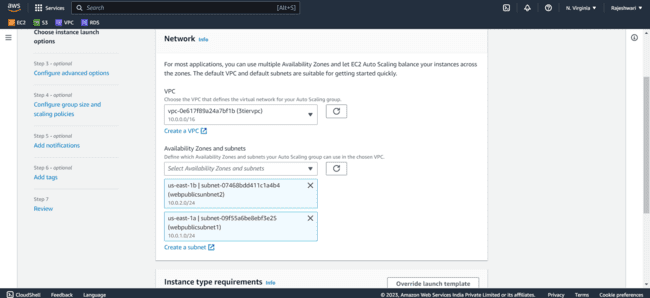 aws
Services
Search
[Alt+S]
N. Virginia
Rajeshwari
EC2
S3
VPC
RDS
Choose instance launch
options
Step 3 - optional
Configure advanced options
Step 4 - optional
Configure group size and
scaling policies
Step 5 - optional
Add notifications
Step 6 - optional
Add tags
Step 7
Review
Network Info
For most applications, you can use multiple Availability Zones and let EC2 Auto Scaling balance your instances across
the zones. The default VPC and default subnets are suitable for getting started quickly.
VPC
Choose the VPC that defines the virtual network for your Auto Scaling group.
vpc-0e617f89a24a7bf1b (3tiervpc)
10.0.0.0/16
Create a VPC
Availability Zones and subnets
Define which Availability Zones and subnets your Auto Scaling group can use in the chosen VPC.
Select Availability Zones and subnets
us-east-1b | subnet-07468bdd411c1a4b4
(webpublicsunbnet2)
10.0.2.0/24
us-east-1a | subnet-09f55a6be8ebf3e25
(webpublicsubnet1)
10.0.1.0/24
Create a subnet
Instance type requirements Info
Override launch template
CloudShell
Feedback
Language
© 2023, Amazon Web Services India Private Limited or its affiliates.
Privacy
Terms
Cookie preferences